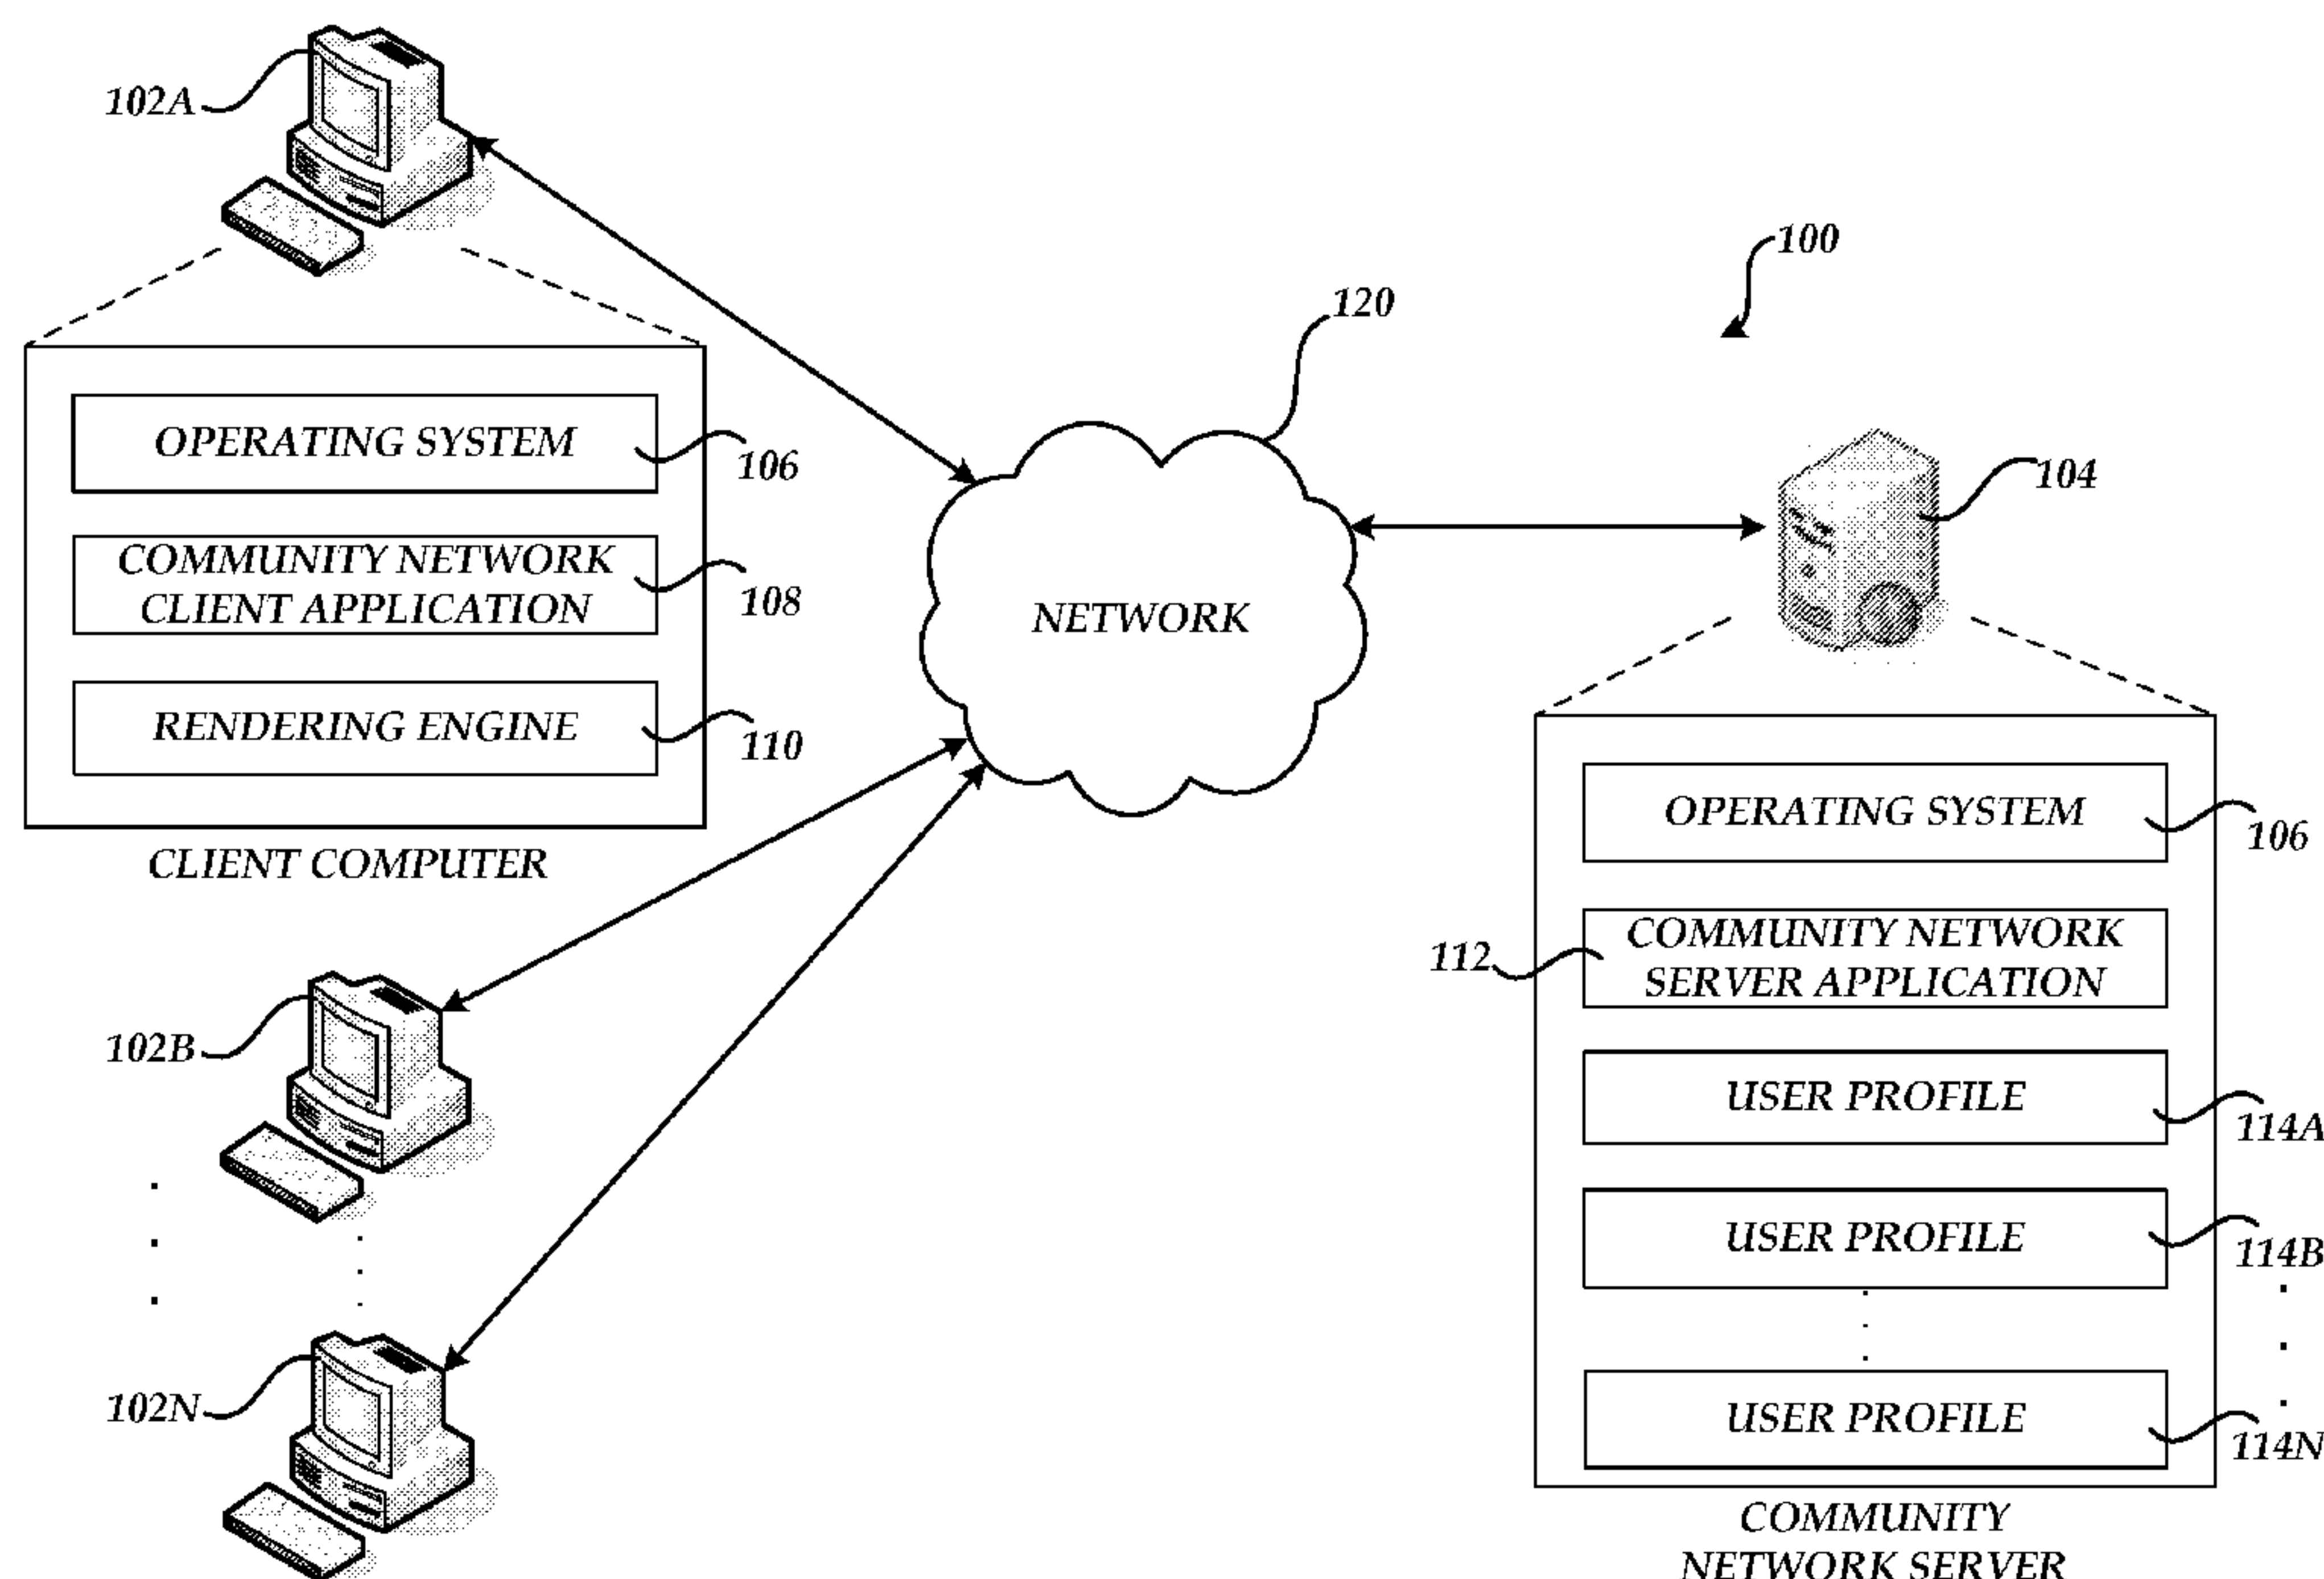 102A
100
120
OPERATING SYSTEM
106
COMMUNITY NETWORK
CLIENT APPLICATION
108
RENDERING ENGINE
110
CLIENT COMPUTER
NETWORK
104
OPERATING SYSTEM
106
112
COMMUNITY NETWORK
SERVER APPLICATION
USER PROFILE
114A
USER PROFILE
114B
USER PROFILE
114N
COMMUNITY
NETWORK SERVER
102B
102N